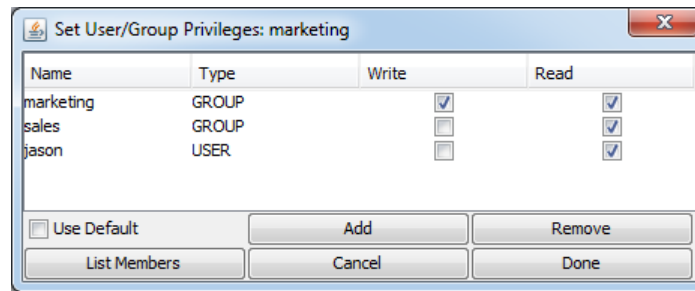 Set User/Group Privileges: marketing
Name Type Write Read
marketing GROUP
sales GROUP
jason USER
Use Default Add Remove
List Members Cancel Done